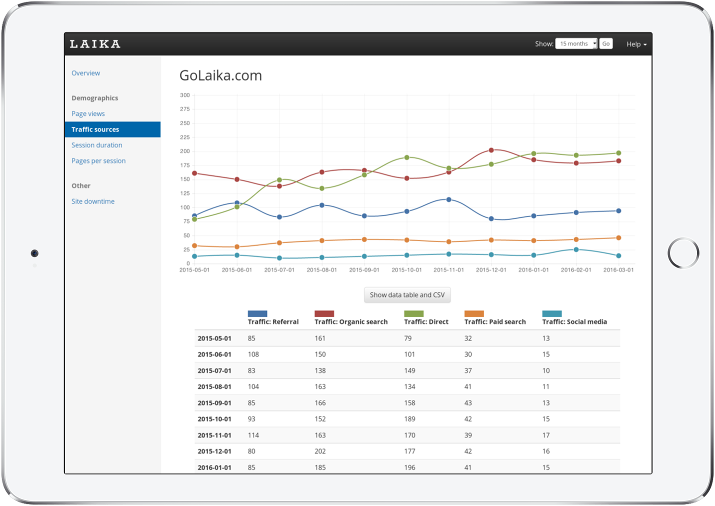 LAIKA
Show: 15 months Go Help
Overview
Demographics
Page views
Traffic sources
Session duration
Pages per session
Other
Site downtime
GoLaika.com
300
275
250
225
200
175
150
125
100
75
50
25
0
2015-05-01 2015-06-01 2015-07-01 2015-08-01 2015-09-01 2015-10-01 2015-11-01 2015-12-01 2016-01-01 2016-02-01 2016-03-01
Show data table and CSV
Traffic: Referral Traffic: Organic search Traffic: Direct Traffic: Paid search Traffic: Social media
2015-05-01 85 161 79 32 13
2015-06-01 108 150 101 30 15
2015-07-01 83 138 149 37 10
2015-08-01 104 163 134 41 11
2015-09-01 85 166 158 43 13
2015-10-01 93 152 189 42 15
2015-11-01 114 163 170 39 17
2015-12-01 80 202 177 42 16
2016-01-01 85 185 196 41 15